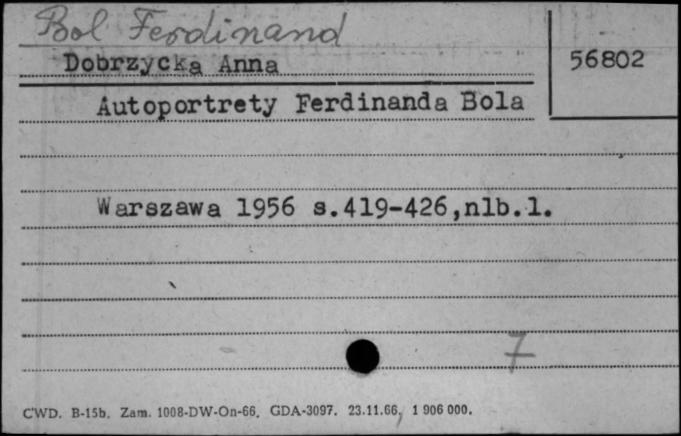 Bol Ferdinand
Dobrzycka Anna
56802
Autoportrety Ferdinanda Bola
Warszawa 1956 s.419-426,nlb.1.
7
CWD. B-15b. Zam. 1008-DW-On-66. GDA-3097. 23.11.66. 1 906 000.